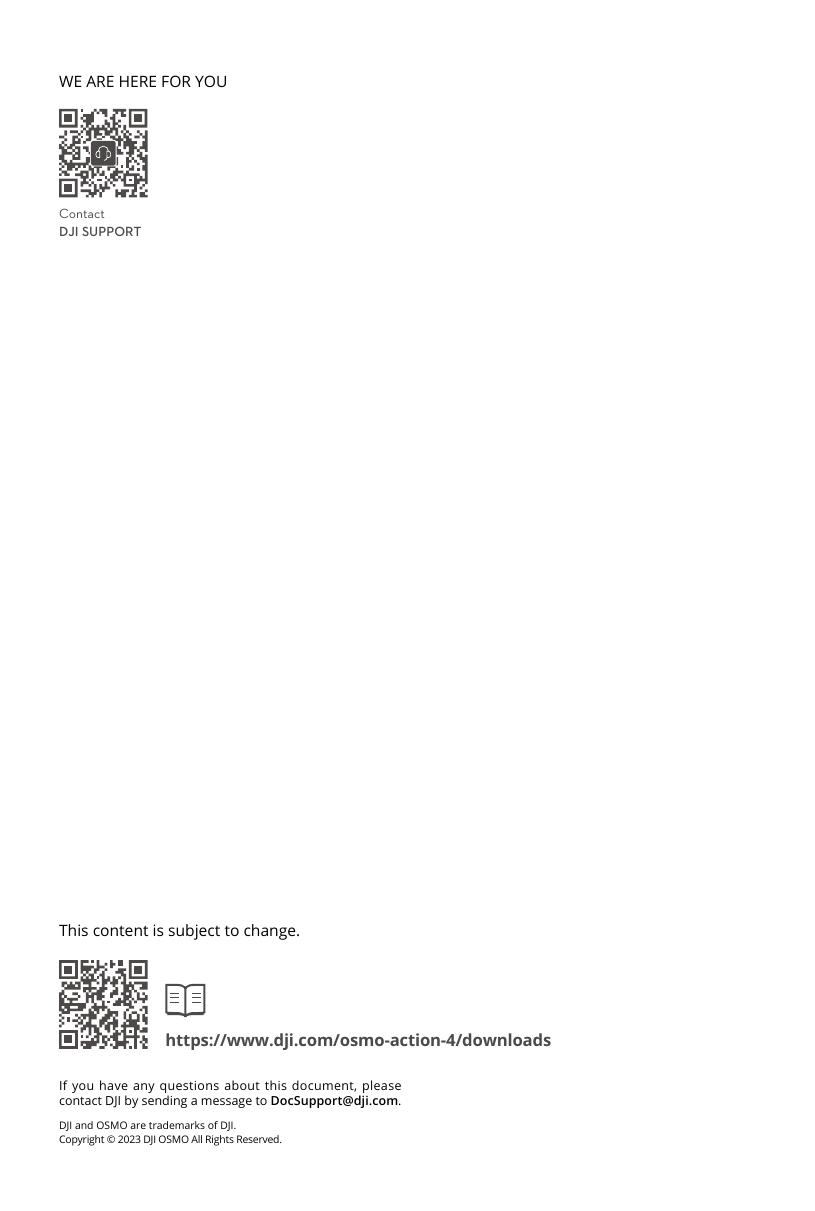 WE ARE HERE FOR YOU
Contact
DJI SUPPORT
This content is subject to change.
https://www.dji.com/osmo-action-4/downloads
If you have any questions about this document, please
contact DJI by sending a message to DocSupport@dji.com.
DJI and OSMO are trademarks of DJI.
Copyright © 2023 DJI OSMO All Rights Reserved.